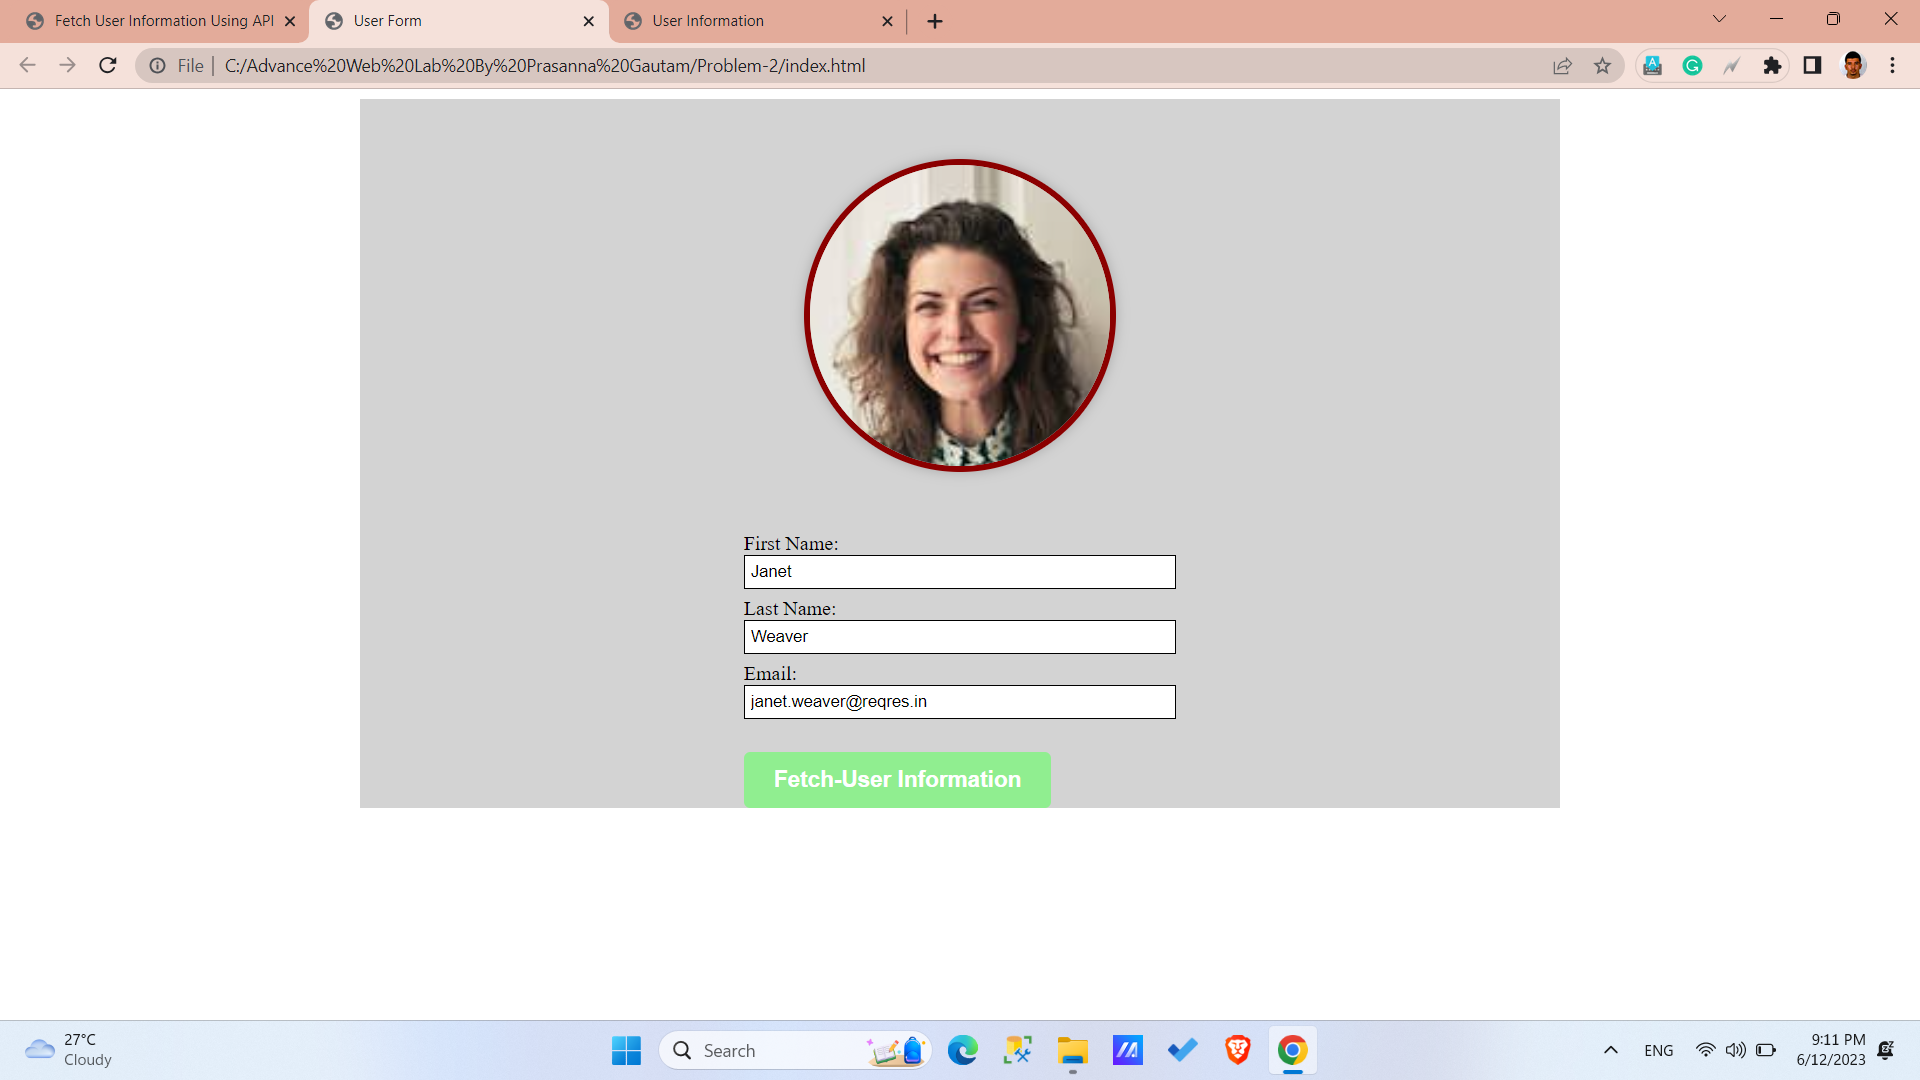 Fetch User Information Using API
User Form
User Information
File
C:/Advance%20Web%20Lab%20By%20Prasanna%20Gautam/Problem-2/index.html
First Name:
Janet
Last Name:
Weaver
Email:
janet.weaver@reqres.in
Fetch-User Information
27°C
Cloudy
Search
ENG
9:11 PM
6/12/2023